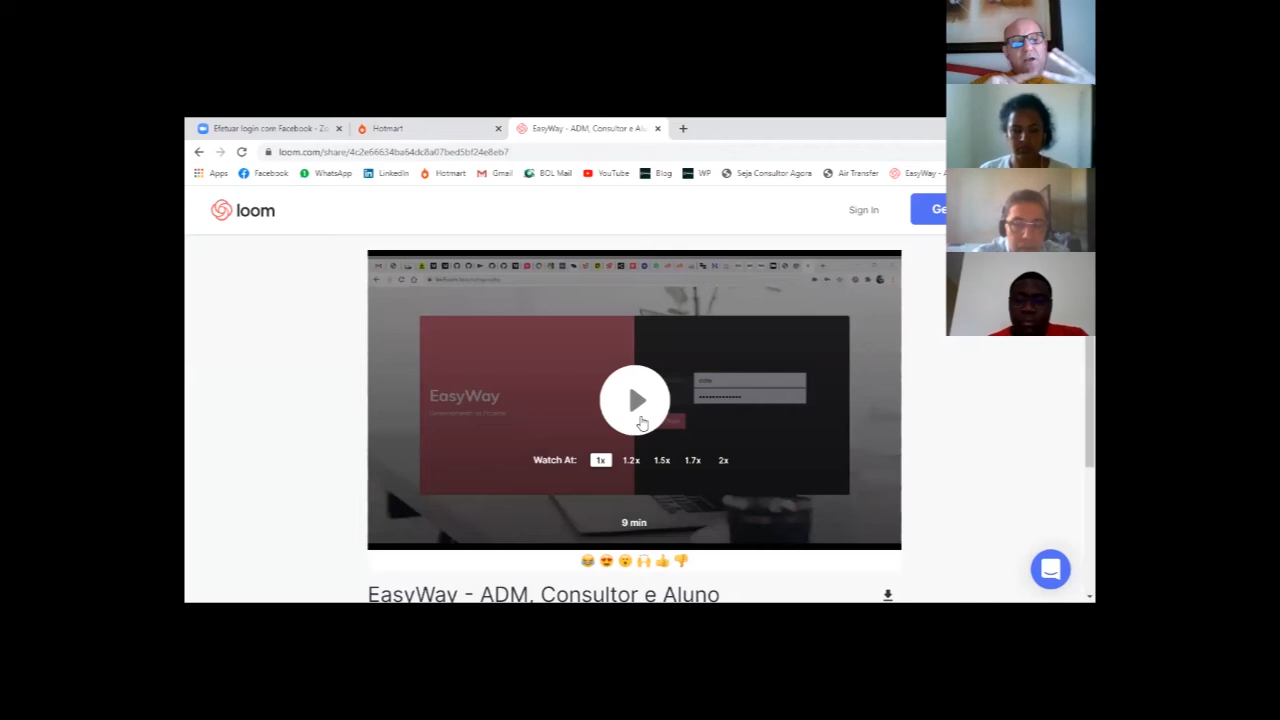 Efetuar login com Facebook - Zo
Hotmart
EasyWay - ADM, Consultor e Alu
loom.com/share/4c2e66634ba64dc8a07bed5bf24e8eb7
Apps Facebook WhatsApp LinkedIn Hotmart Gmail BOL Mail YouTube Blog WP Seja Consultor Agora Air Transfer EasyWay - A
loom
Sign In
Ge
EasyWay
Watch At: 1x 1.2x 1.5x 1.7x 2x
9 min
EasyWay - ADM, Consultor e Aluno